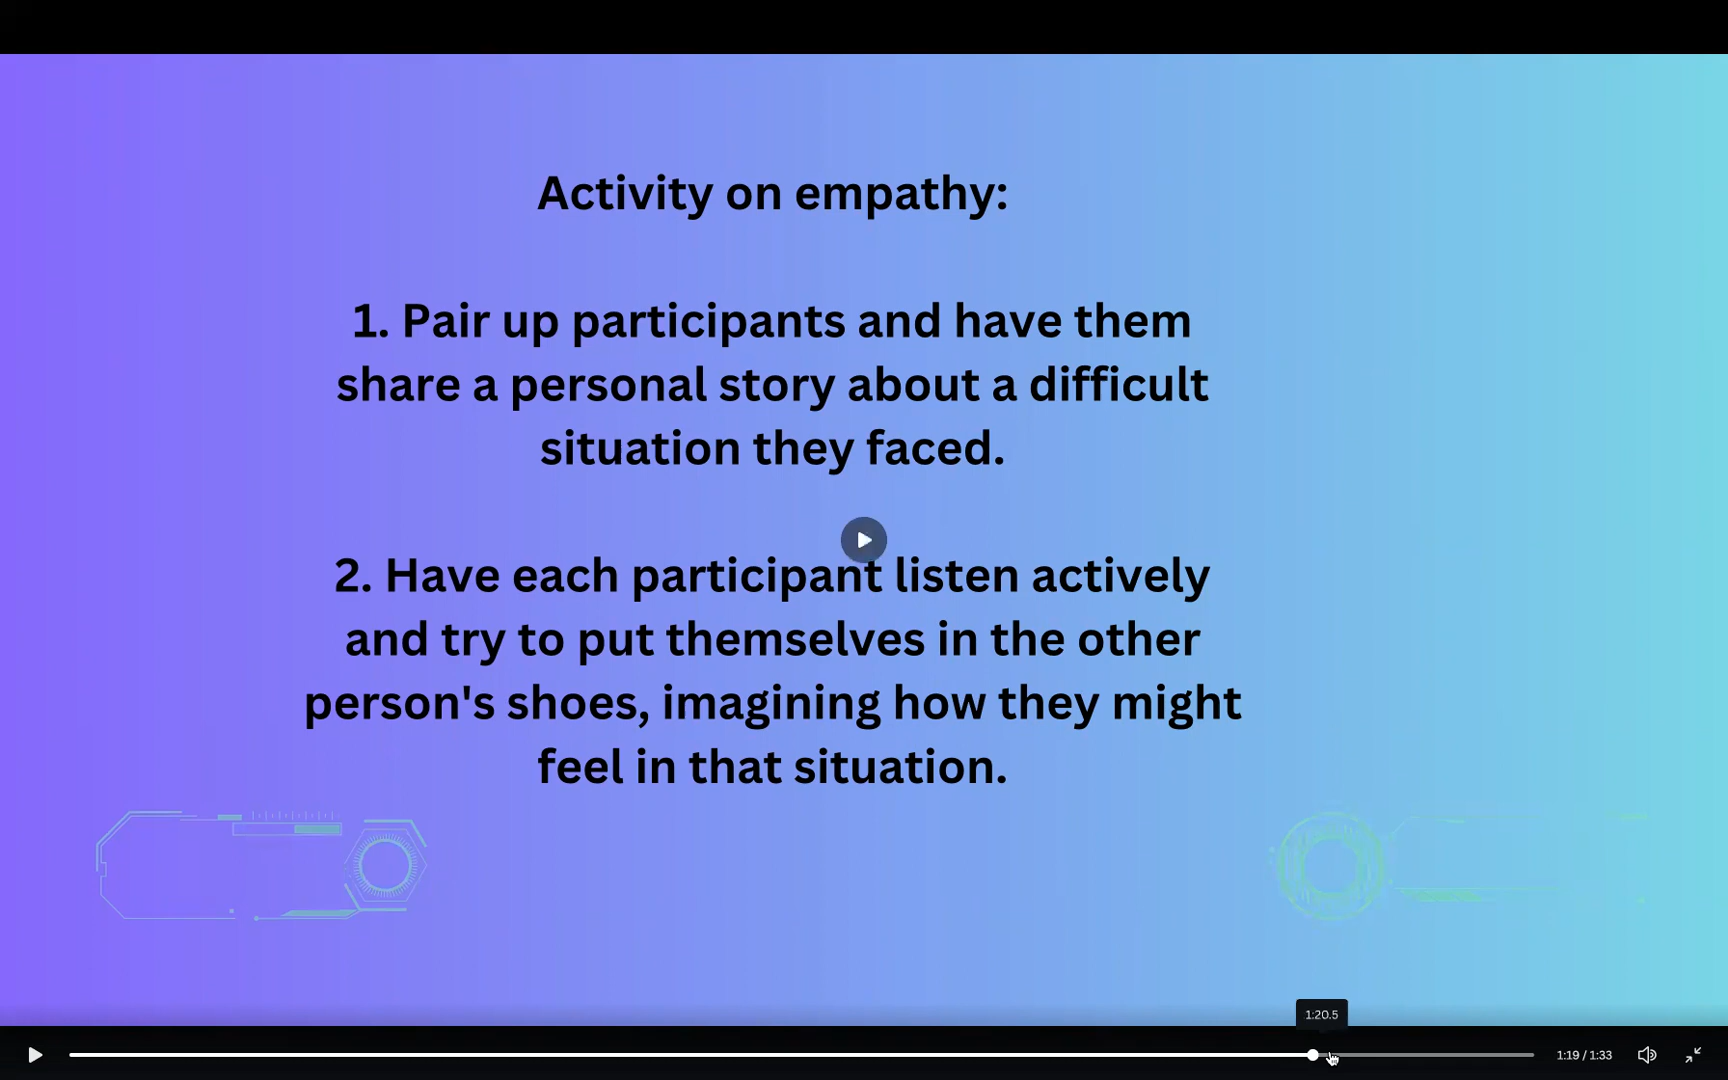 Activity on empathy:
1. Pair up participants and have them
share a personal story about a difficult
situation they faced.
2. Have each participant listen actively
and try to put themselves in the other
person's shoes, imagining how they might
feel in that situation.
1:20.5
1:19 / 1:33